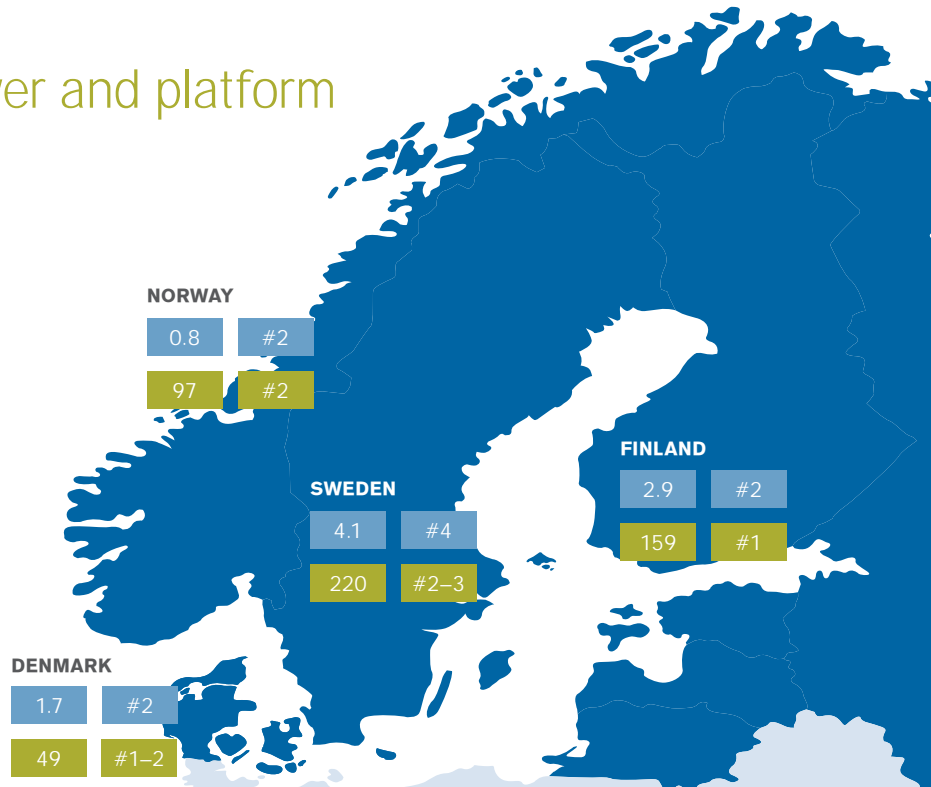 and platform
NORWAY
0.8 #2
97 #2
FINLAND
2.9 #2
159 #1
SWEDEN
4.1 #4
220 #2–3
DENMARK
1.7 #2
49 #1–2